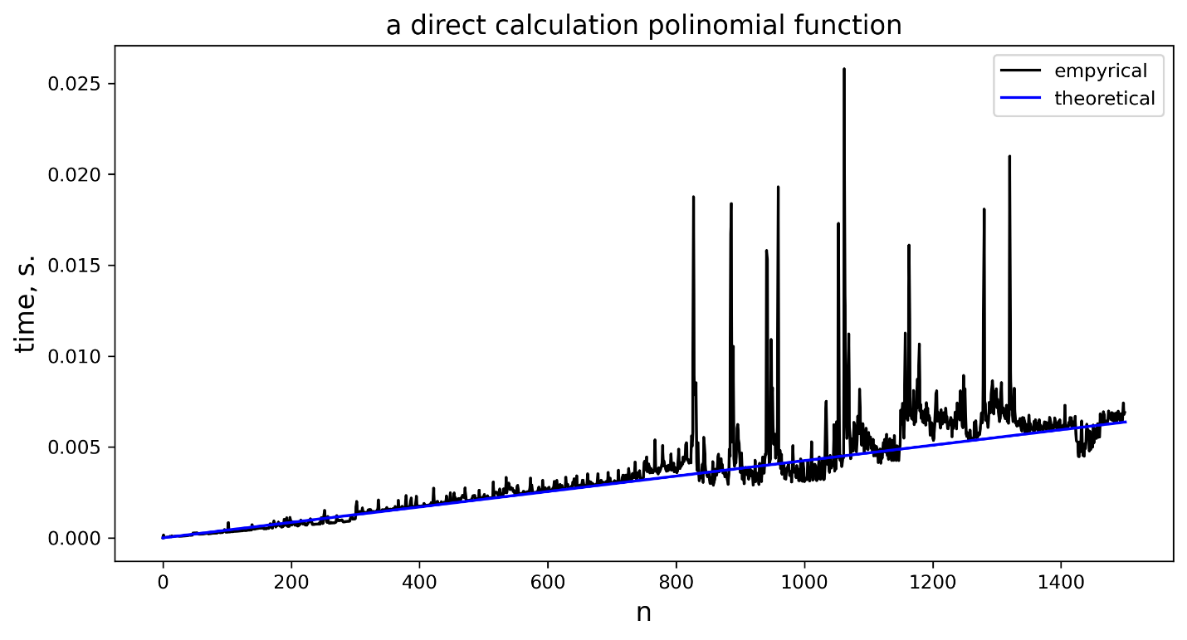 a direct calculation polinomial function
empyrical
theoretical
0.025
0.020
0.015
0.010
0.005
0.000
time, s.
0 200 400 600 800 1000 1200 1400
n